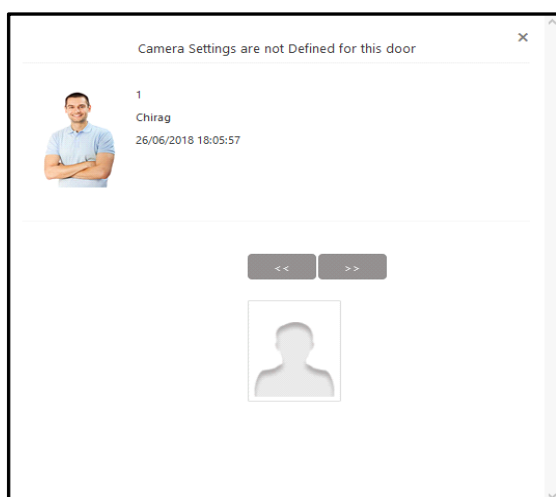 Camera Settings are not Defined for this door
×
1
Chirag
26/06/2018 18:05:57
<< >>